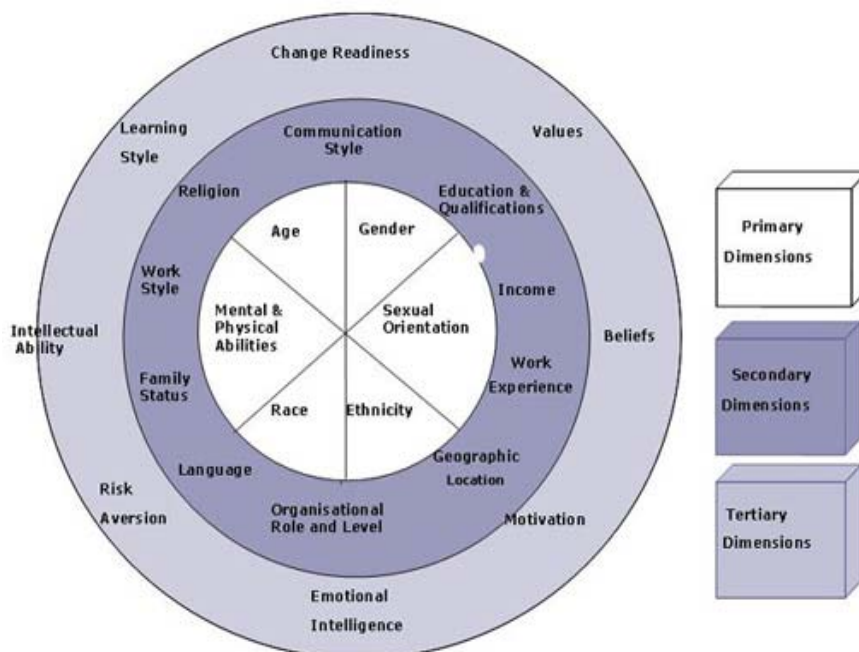 Change Readiness
Learning
Style
Values
Communication
Style
Religion
Education &
Qualifications
Age
Gender
Work
Style
Income
Mental &
Physical
Abilities
Sexual
Orientation
Intellectual
Ability
Beliefs
Family
Status
Work
Experience
Race
Ethnicity
Language
Geographic
Location
Risk
Aversion
Organisational
Role and Level
Motivation
Emotional
Intelligence
Primary
Dimensions
Secondary
Dimensions
Tertiary
Dimensions